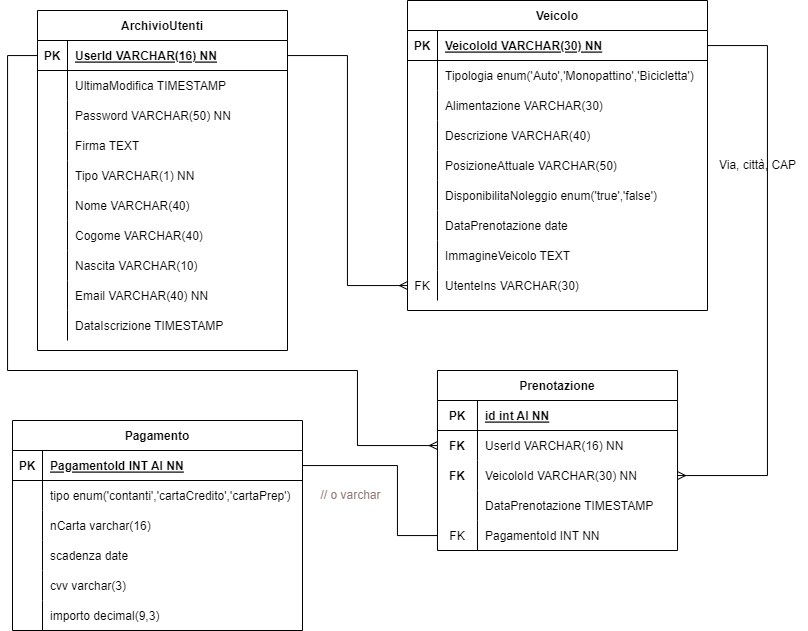 ArchivioUtenti
PK UserId VARCHAR(16) NN
UltimaModifica TIMESTAMP
Password VARCHAR(50) NN
Firma TEXT
Tipo VARCHAR(1) NN
Nome VARCHAR(40)
Cogome VARCHAR(40)
Nascita VARCHAR(10)
Email VARCHAR(40) NN
DataIscrizione TIMESTAMP
Veicolo
PK VeicoloId VARCHAR(30) NN
Tipologia enum('Auto','Monopattino','Bicicletta')
Alimentazione VARCHAR(30)
Descrizione VARCHAR(40)
PosizioneAttuale VARCHAR(50)
DisponibilitaNoleggio enum('true','false')
DataPrenotazione date
ImmagineVeicolo TEXT
FK UtenteIns VARCHAR(30)
Via, città, CAP
Prenotazione
PK id int AI NN
FK UserId VARCHAR(16) NN
FK VeicoloId VARCHAR(30) NN
DataPrenotazione TIMESTAMP
FK PagamentoId INT NN
Pagamento
PK PagamentoId INT AI NN
tipo enum('contanti','cartaCredito','cartaPrep')
nCarta varchar(16)
scadenza date
cvv varchar(3)
importo decimal(9,3)
// o varchar